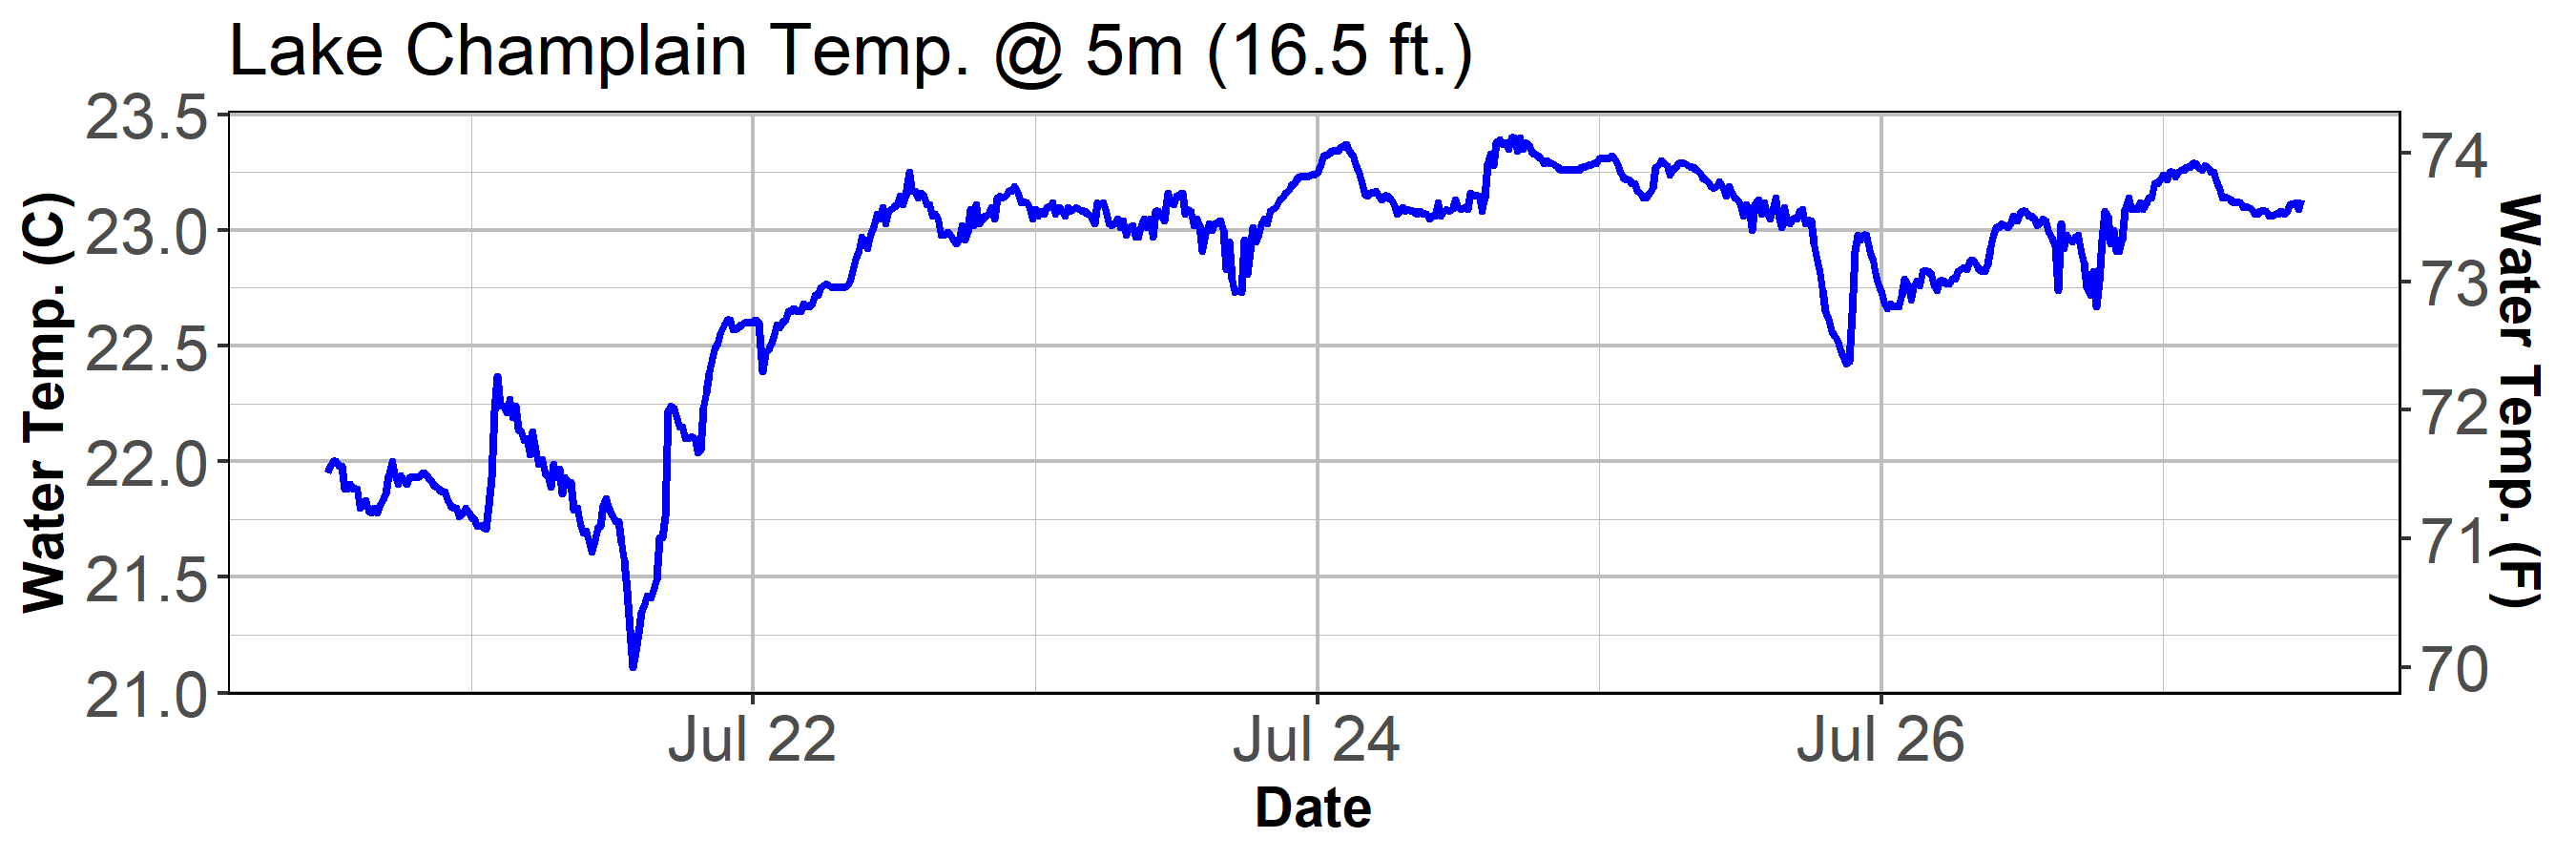 Lake Champlain Temp. @ 5m (16.5 ft.)
Water Temp. (C)
23.5
23.0
22.5
22.0
21.5
21.0
74
73
72
71
70
Water Temp. (F)
Jul 22 Jul 24 Jul 26
Date